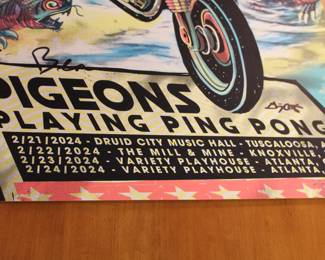 Ben
PIGEONS
PLAYING PING PONG
2/21/2024 - DRUID CITY MUSIC HALL - TUSCALOOSA, A
2/22/2024 - THE MILL & MINE - KNOXVILLE,
2/23/2024 - VARIETY PLAYHOUSE - ATLANTA,
2/24/2024 - VARIETY PLAYHOUSE - ATLANTA,